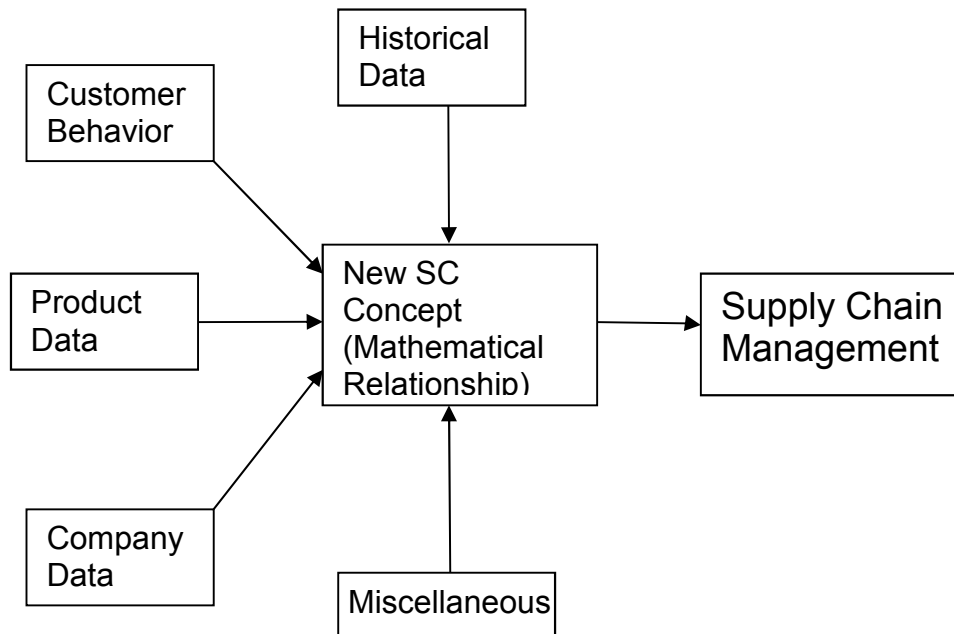 Historical
Data
Customer
Behavior
New SC
Concept
(Mathematical
Relationship)
Product
Data
Supply Chain
Management
Company
Data
Miscellaneous